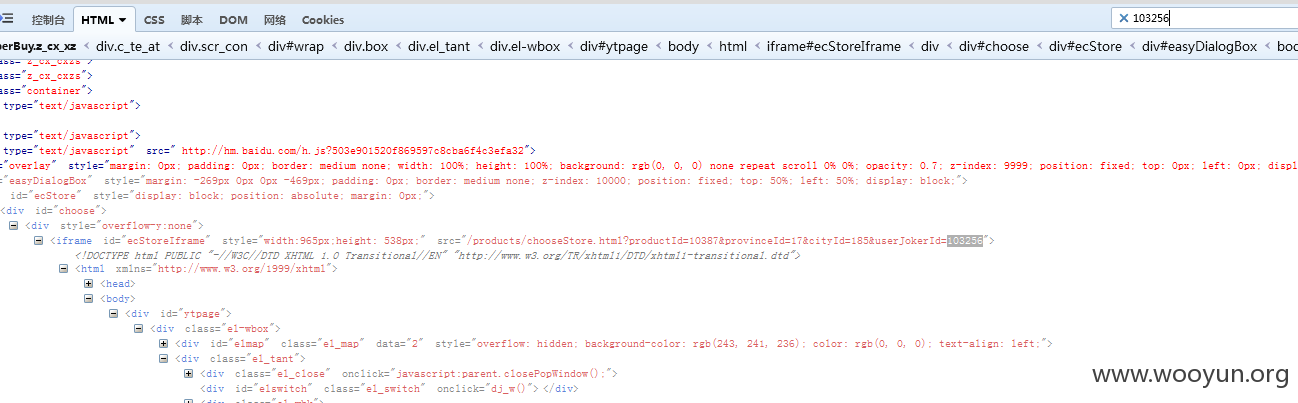 控制台 HTML CSS 脚本 DOM 网络 Cookies 103256
perBuy.z_cx_xz < div.c_te_at < div.scr_con < div#wrap < div.box < div.el_tant < div.el-wbox < div#ytpage < body < html < iframe#ecStoreIframe < div < div#choose < div#ecStore < div#easyDialogBox < bod
ass="z_cx_cxzs">
ass="z_cx_cxzs">
ass="container">
type="text/javascript">
type="text/javascript">
type="text/javascript" src=" http://hm.baidu.com/h.js?503e901520f869597c8cba6f4c3efa32">
="overlay" style="margin: 0px; padding: 0px; border: medium none; width: 100%; height: 100%; background: rgb(0, 0, 0) none repeat scroll 0% 0%; opacity: 0.7; z-index: 9999; position: fixed; top: 0px; left: 0px; displ
="easyDialogBox" style="margin: -269px 0px 0px -469px; padding: 0px; border: medium none; z-index: 10000; position: fixed; top: 50%; left: 50%; display: block;">
id="ecStore" style="display: block; position: absolute; margin: 0px;">
<div id="choose">
<div style="overflow-y:none">
<iframe id="ecStoreIframe" style="width:965px;height: 538px;" src="/products/chooseStore.html?productId=10387&provinceId=17&cityId=185&userJokerId=103256">
<!DOCTYPE html PUBLIC "-//W3C//DTD XHTML 1.0 Transitional//EN" "http://www.w3.org/TR/xhtml1/DTD/xhtml1-transitional.dtd">
<html xmlns="http://www.w3.org/1999/xhtml">
<head>
<body>
<div id="ytpage">
<div class="el-wbox">
<div id="elmap" class="el_map" data="2" style="overflow: hidden; background-color: rgb(243, 241, 236); color: rgb(0, 0, 0); text-align: left;">
<div class="el_tant">
<div class="el_close" onclick="javascript:parent.closePopWindow();">
<div id="elswitch" class="el_switch" onclick="dj_w()"></div>
www.wooyun.org